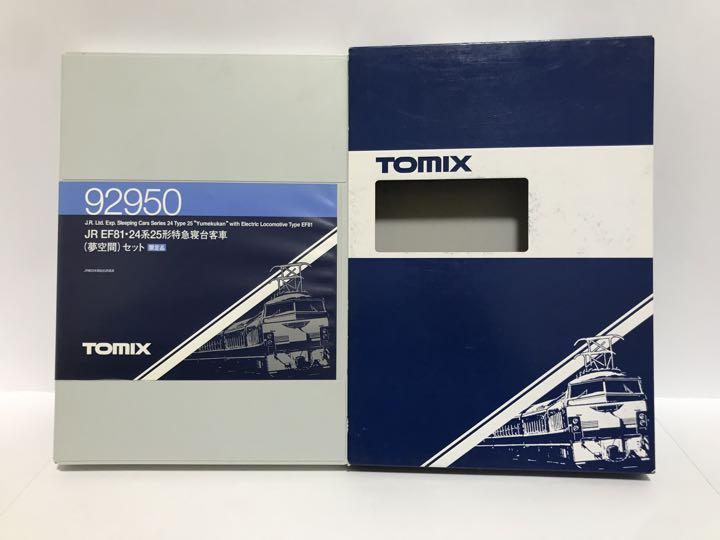 92950
J.R. Ltd. Exp. Sleeping Cars Series 24 Type 25 "Yumekukan" with Electric Locomotive Type EF81
JR EF81・24系25形特急寝台客車
(夢空間)セット 限定品
TOMIX
TOMIX